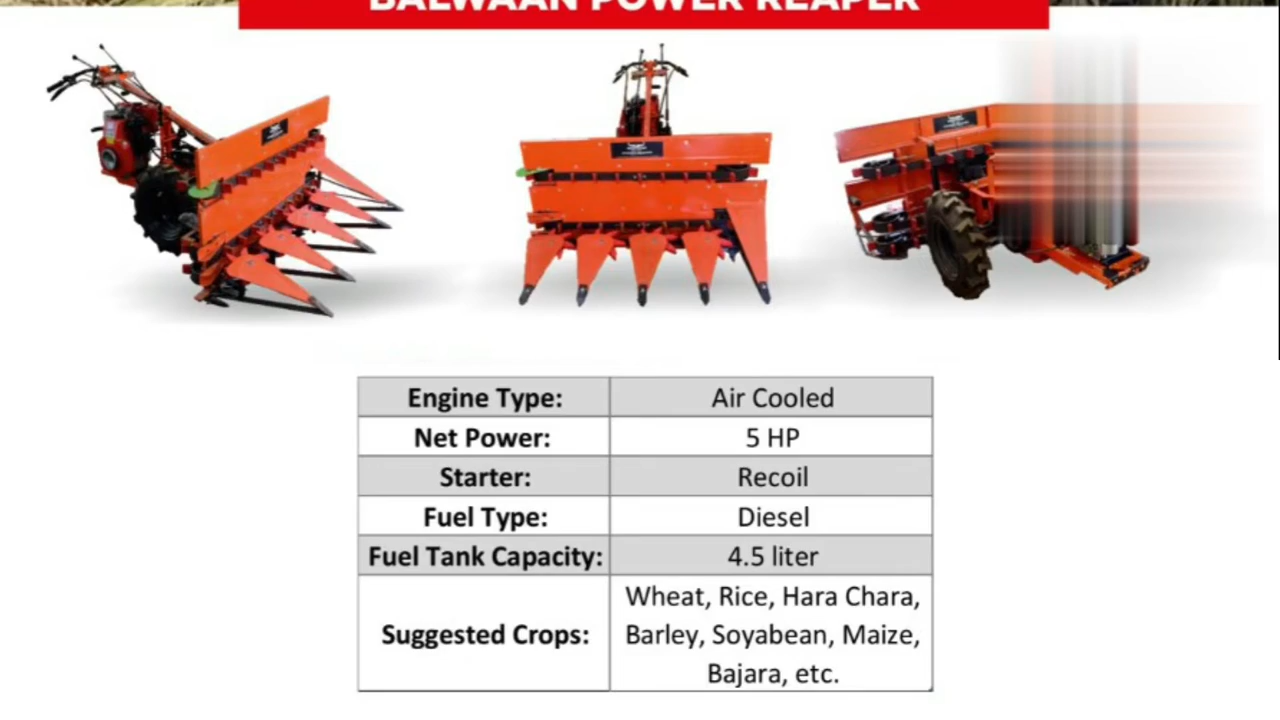 BALWAAN POWER REAPER
Engine Type: Air Cooled
Net Power: 5 HP
Starter: Recoil
Fuel Type: Diesel
Fuel Tank Capacity: 4.5 liter
Suggested Crops: Wheat, Rice, Hara Chara,
Barley, Soyabean, Maize,
Bajara, etc.